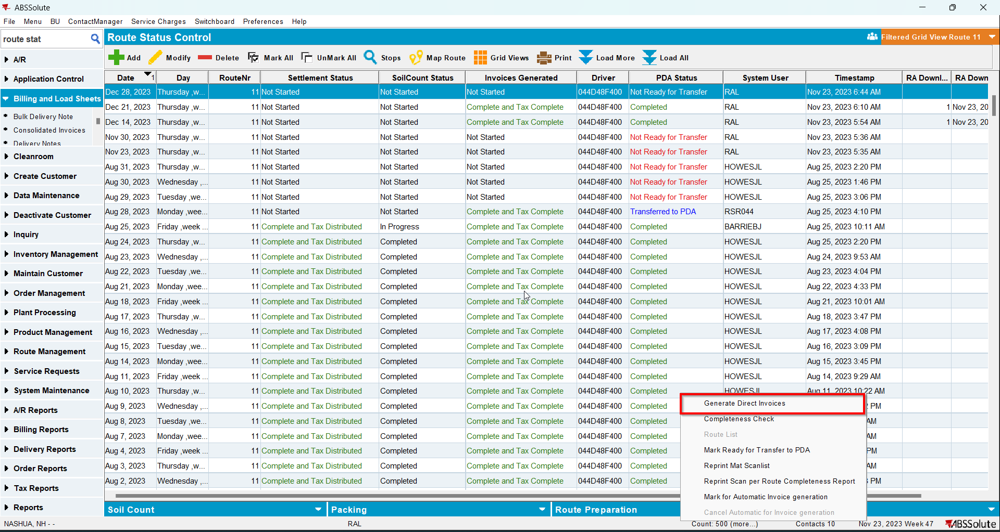 ABSSolute
File Menu BU ContactManager Service Charges Switchboard Preferences Help
route stat
Route Status Control
Filtered Grid View Route 11
Add Modify Delete Mark All UnMark All Stops Map Route Grid Views Print Load More Load All
A/R
Application Control
Billing and Load Sheets
Bulk Delivery Note
Consolidated Invoices
Delivery Notes
Cleanroom
Create Customer
Data Maintenance
Deactivate Customer
Inquiry
Inventory Management
Maintain Customer
Order Management
Plant Processing
Product Management
Route Management
Service Requests
System Maintenance
A/R Reports
Billing Reports
Delivery Reports
Order Reports
Tax Reports
Reports
Date 1 Day RouteNr Settlement Status SoilCount Status Invoices Generated Driver PDA Status System User Timestamp RA Downl... RA Down
Dec 28, 2023 Thursday ,w... 11 Not Started Not Started Not Started 044D48F400 Not Ready for Transfer RAL Nov 23, 2023 6:44 AM
Dec 21, 2023 Thursday ,w... 11 Not Started Not Started Complete and Tax Complete 044D48F400 Completed RAL Nov 23, 2023 6:10 AM 1 Nov 23, 20
Dec 14, 2023 Thursday ,w... 11 Not Started Not Started Complete and Tax Complete 044D48F400 Completed RAL Nov 23, 2023 5:54 AM 1 Nov 23, 20
Nov 30, 2023 Thursday ,w... 11 Not Started Not Started Not Started 044D48F400 Not Ready for Transfer RAL Nov 23, 2023 5:36 AM
Nov 23, 2023 Thursday ,w... 11 Not Started Not Started Not Started 044D48F400 Not Ready for Transfer RAL Nov 23, 2023 5:35 AM
Aug 31, 2023 Thursday ,w... 11 Not Started Not Started Not Started 044D48F400 Not Ready for Transfer HOWESJL Aug 25, 2023 2:20 PM
Aug 30, 2023 Wednesday ,... 11 Not Started Not Started Not Started 044D48F400 Not Ready for Transfer HOWESJL Aug 25, 2023 1:46 PM
Aug 29, 2023 Tuesday ,we... 11 Not Started Not Started Not Started 044D48F400 Not Ready for Transfer HOWESJL Aug 25, 2023 3:06 PM
Aug 28, 2023 Monday ,wee... 11 Not Started Not Started Complete and Tax Complete 044D48F400 Transferred to PDA RSR044 Aug 25, 2023 4:10 PM
Aug 25, 2023 Friday ,week ... 11 Complete and Tax Distributed In Progress Complete and Tax Complete 044D48F400 Completed BARRIEBJ Aug 25, 2023 10:11 AM
Aug 24, 2023 Thursday ,w... 11 Complete and Tax Distributed Completed Complete and Tax Complete 044D48F400 Completed HOWESJL Aug 25, 2023 2:20 PM
Aug 23, 2023 Wednesday ,... 11 Complete and Tax Distributed Completed Complete and Tax Complete 044D48F400 Completed HOWESJL Aug 24, 2023 9:53 AM
Aug 22, 2023 Tuesday ,we... 11 Complete and Tax Distributed Completed Complete and Tax Complete 044D48F400 Completed HOWESJL Aug 23, 2023 4:04 PM
Aug 21, 2023 Monday ,wee... 11 Complete and Tax Distributed Completed Complete and Tax Complete 044D48F400 Completed HOWESJL Aug 22, 2023 4:33 PM
Aug 18, 2023 Friday ,week ... 11 Complete and Tax Distributed Completed Complete and Tax Complete 044D48F400 Completed HOWESJL Aug 21, 2023 10:01 AM
Aug 17, 2023 Thursday ,w... 11 Complete and Tax Distributed Completed Complete and Tax Complete 044D48F400 Completed HOWESJL Aug 18, 2023 3:47 PM
Aug 16, 2023 Wednesday ,... 11 Complete and Tax Distributed Completed Complete and Tax Complete 044D48F400 Completed HOWESJL Aug 17, 2023 4:08 PM
Aug 15, 2023 Tuesday ,we... 11 Complete and Tax Distributed Completed Complete and Tax Complete 044D48F400 Completed HOWESJL Aug 16, 2023 3:09 PM
Aug 14, 2023 Monday ,wee... 11 Complete and Tax Distributed Completed Complete and Tax Complete 044D48F400 Completed HOWESJL Aug 15, 2023 3:45 PM
Aug 11, 2023 Friday ,week ... 11 Complete and Tax Distributed Completed Complete and Tax Complete 044D48F400 Completed HOWESJL Aug 14, 2023 9:29 AM
Aug 10, 2023 Thursday ,w... 11 Complete and Tax Distributed Completed Complete and Tax Complete 044D48F400 Completed HOWESJL Aug 11, 2023 10:22 AM
Aug 9, 2023 Wednesday ,... 11 Complete and Tax Distributed Completed Complete and Tax Complete 044D48F400 Completed PM
Aug 8, 2023 Tuesday ,we... 11 Complete and Tax Distributed Completed Complete and Tax Complete 044D48F400 Completed AM
Aug 7, 2023 Monday ,wee... 11 Complete and Tax Distributed Completed Complete and Tax Complete 044D48F400 Completed AM
Aug 4, 2023 Friday ,week ... 11 Complete and Tax Distributed Completed Complete and Tax Complete 044D48F400 Completed PM
Aug 3, 2023 Thursday ,w... 11 Complete and Tax Distributed Completed Complete and Tax Complete 044D48F400 Completed AM
Aug 2, 2023 Wednesday ,... 11 Complete and Tax Distributed Completed Complete and Tax Complete 044D48F400 Completed PM
Generate Direct Invoices
Completeness Check
Route List
Mark Ready for Transfer to PDA
Reprint Mat Scanlist
Reprint Scan per Route Completeness Report
Mark for Automatic Invoice generation
Cancel Automatic for Invoice generation
Soil Count Packing Route Preparation
NASHUA, NH - - RAL Count: 500 (more...) Contacts 10 Nov 23, 2023 Week 47 ABSSolute